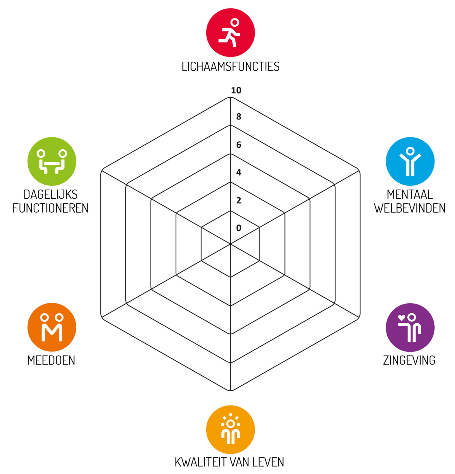 LICHAAMSFUNCTIES
10
8
6
4
2
0
DAGELIJKS
FUNCTIONEREN
MENTAAL
WELBEVINDEN
MEEDOEN
ZINGEVING
KWALITEIT VAN LEVEN